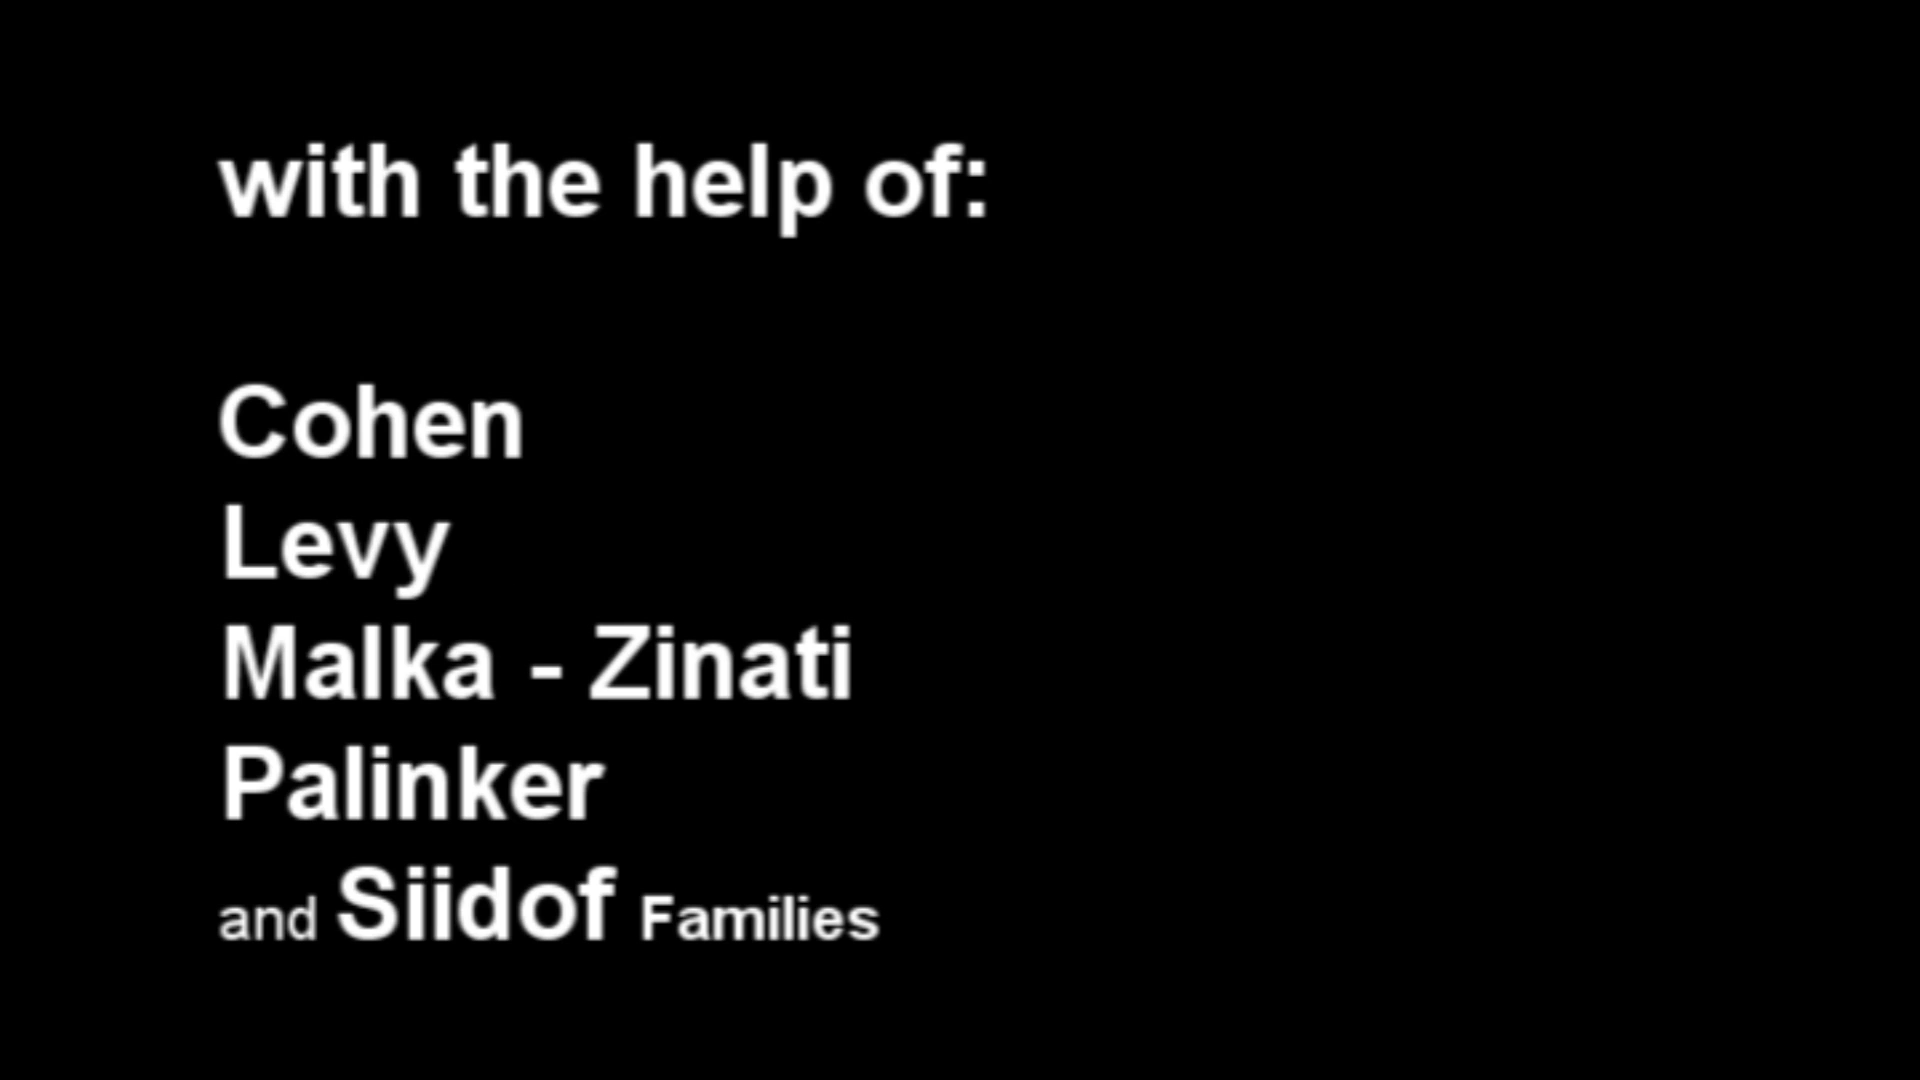 with the help of:
Cohen
Levy
Malka - Zinati
Palinker
and Siidof Families